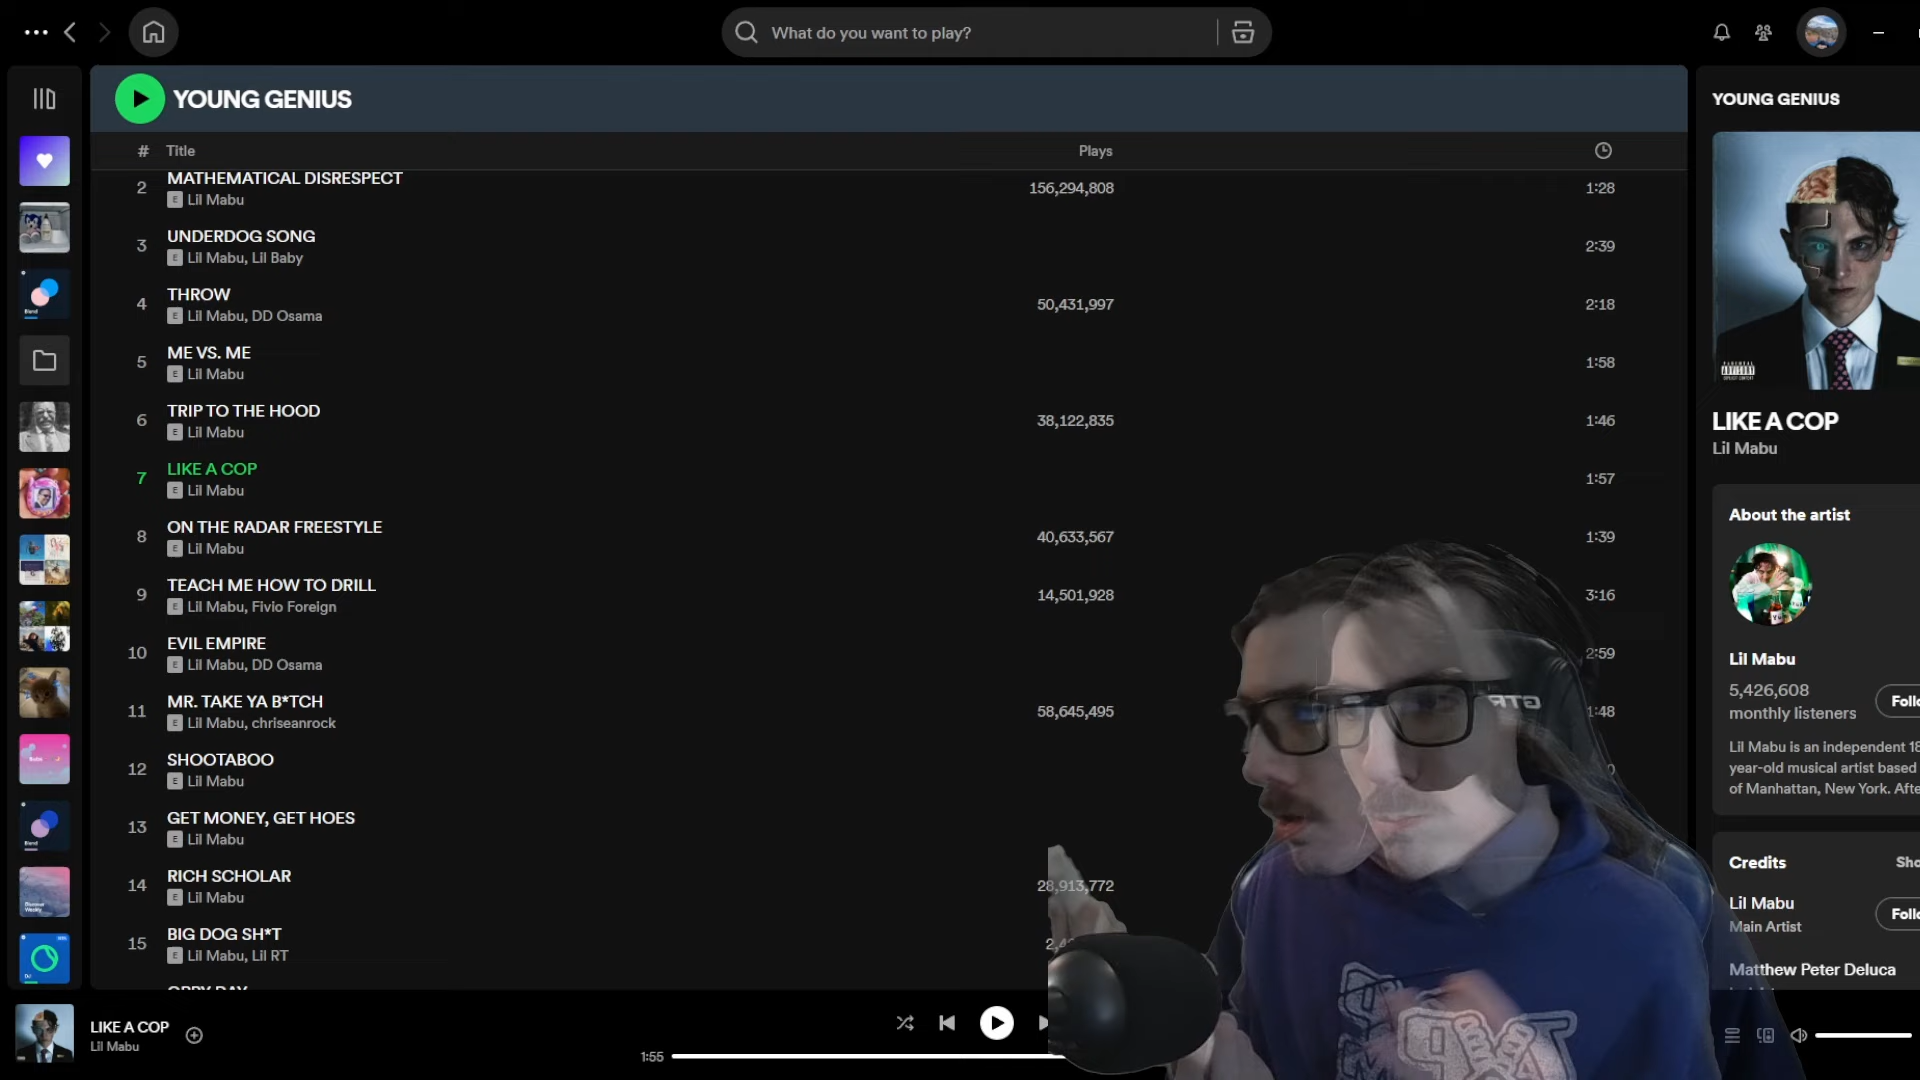 What do you want to play?
YOUNG GENIUS
# Title Plays
2 MATHEMATICAL DISRESPECT 156,294,808 1:28
E Lil Mabu
3 UNDERDOG SONG 2:39
E Lil Mabu, Lil Baby
4 THROW 50,431,997 2:18
E Lil Mabu, DD Osama
5 ME VS. ME 1:58
E Lil Mabu
6 TRIP TO THE HOOD 38,122,835 1:46
E Lil Mabu
7 LIKE A COP 1:57
E Lil Mabu
8 ON THE RADAR FREESTYLE 40,633,567 1:39
E Lil Mabu
9 TEACH ME HOW TO DRILL 14,501,928 3:16
E Lil Mabu, Fivio Foreign
10 EVIL EMPIRE 2:59
E Lil Mabu, DD Osama
11 MR. TAKE YA B*TCH 58,645,495 1:48
E Lil Mabu, chriseanrock
12 SHOOTABOO
E Lil Mabu
13 GET MONEY, GET HOES
E Lil Mabu
14 RICH SCHOLAR 28,913,772
E Lil Mabu
15 BIG DOG SH*T
E Lil Mabu, Lil RT
YOUNG GENIUS
LIKE A COP
Lil Mabu
About the artist
Lil Mabu
5,426,608
monthly listeners
Lil Mabu is an independent 18
year-old musical artist based
of Manhattan, New York. Afte
Credits
Lil Mabu
Main Artist
Matthew Peter Deluca
LIKE A COP
Lil Mabu
1:55